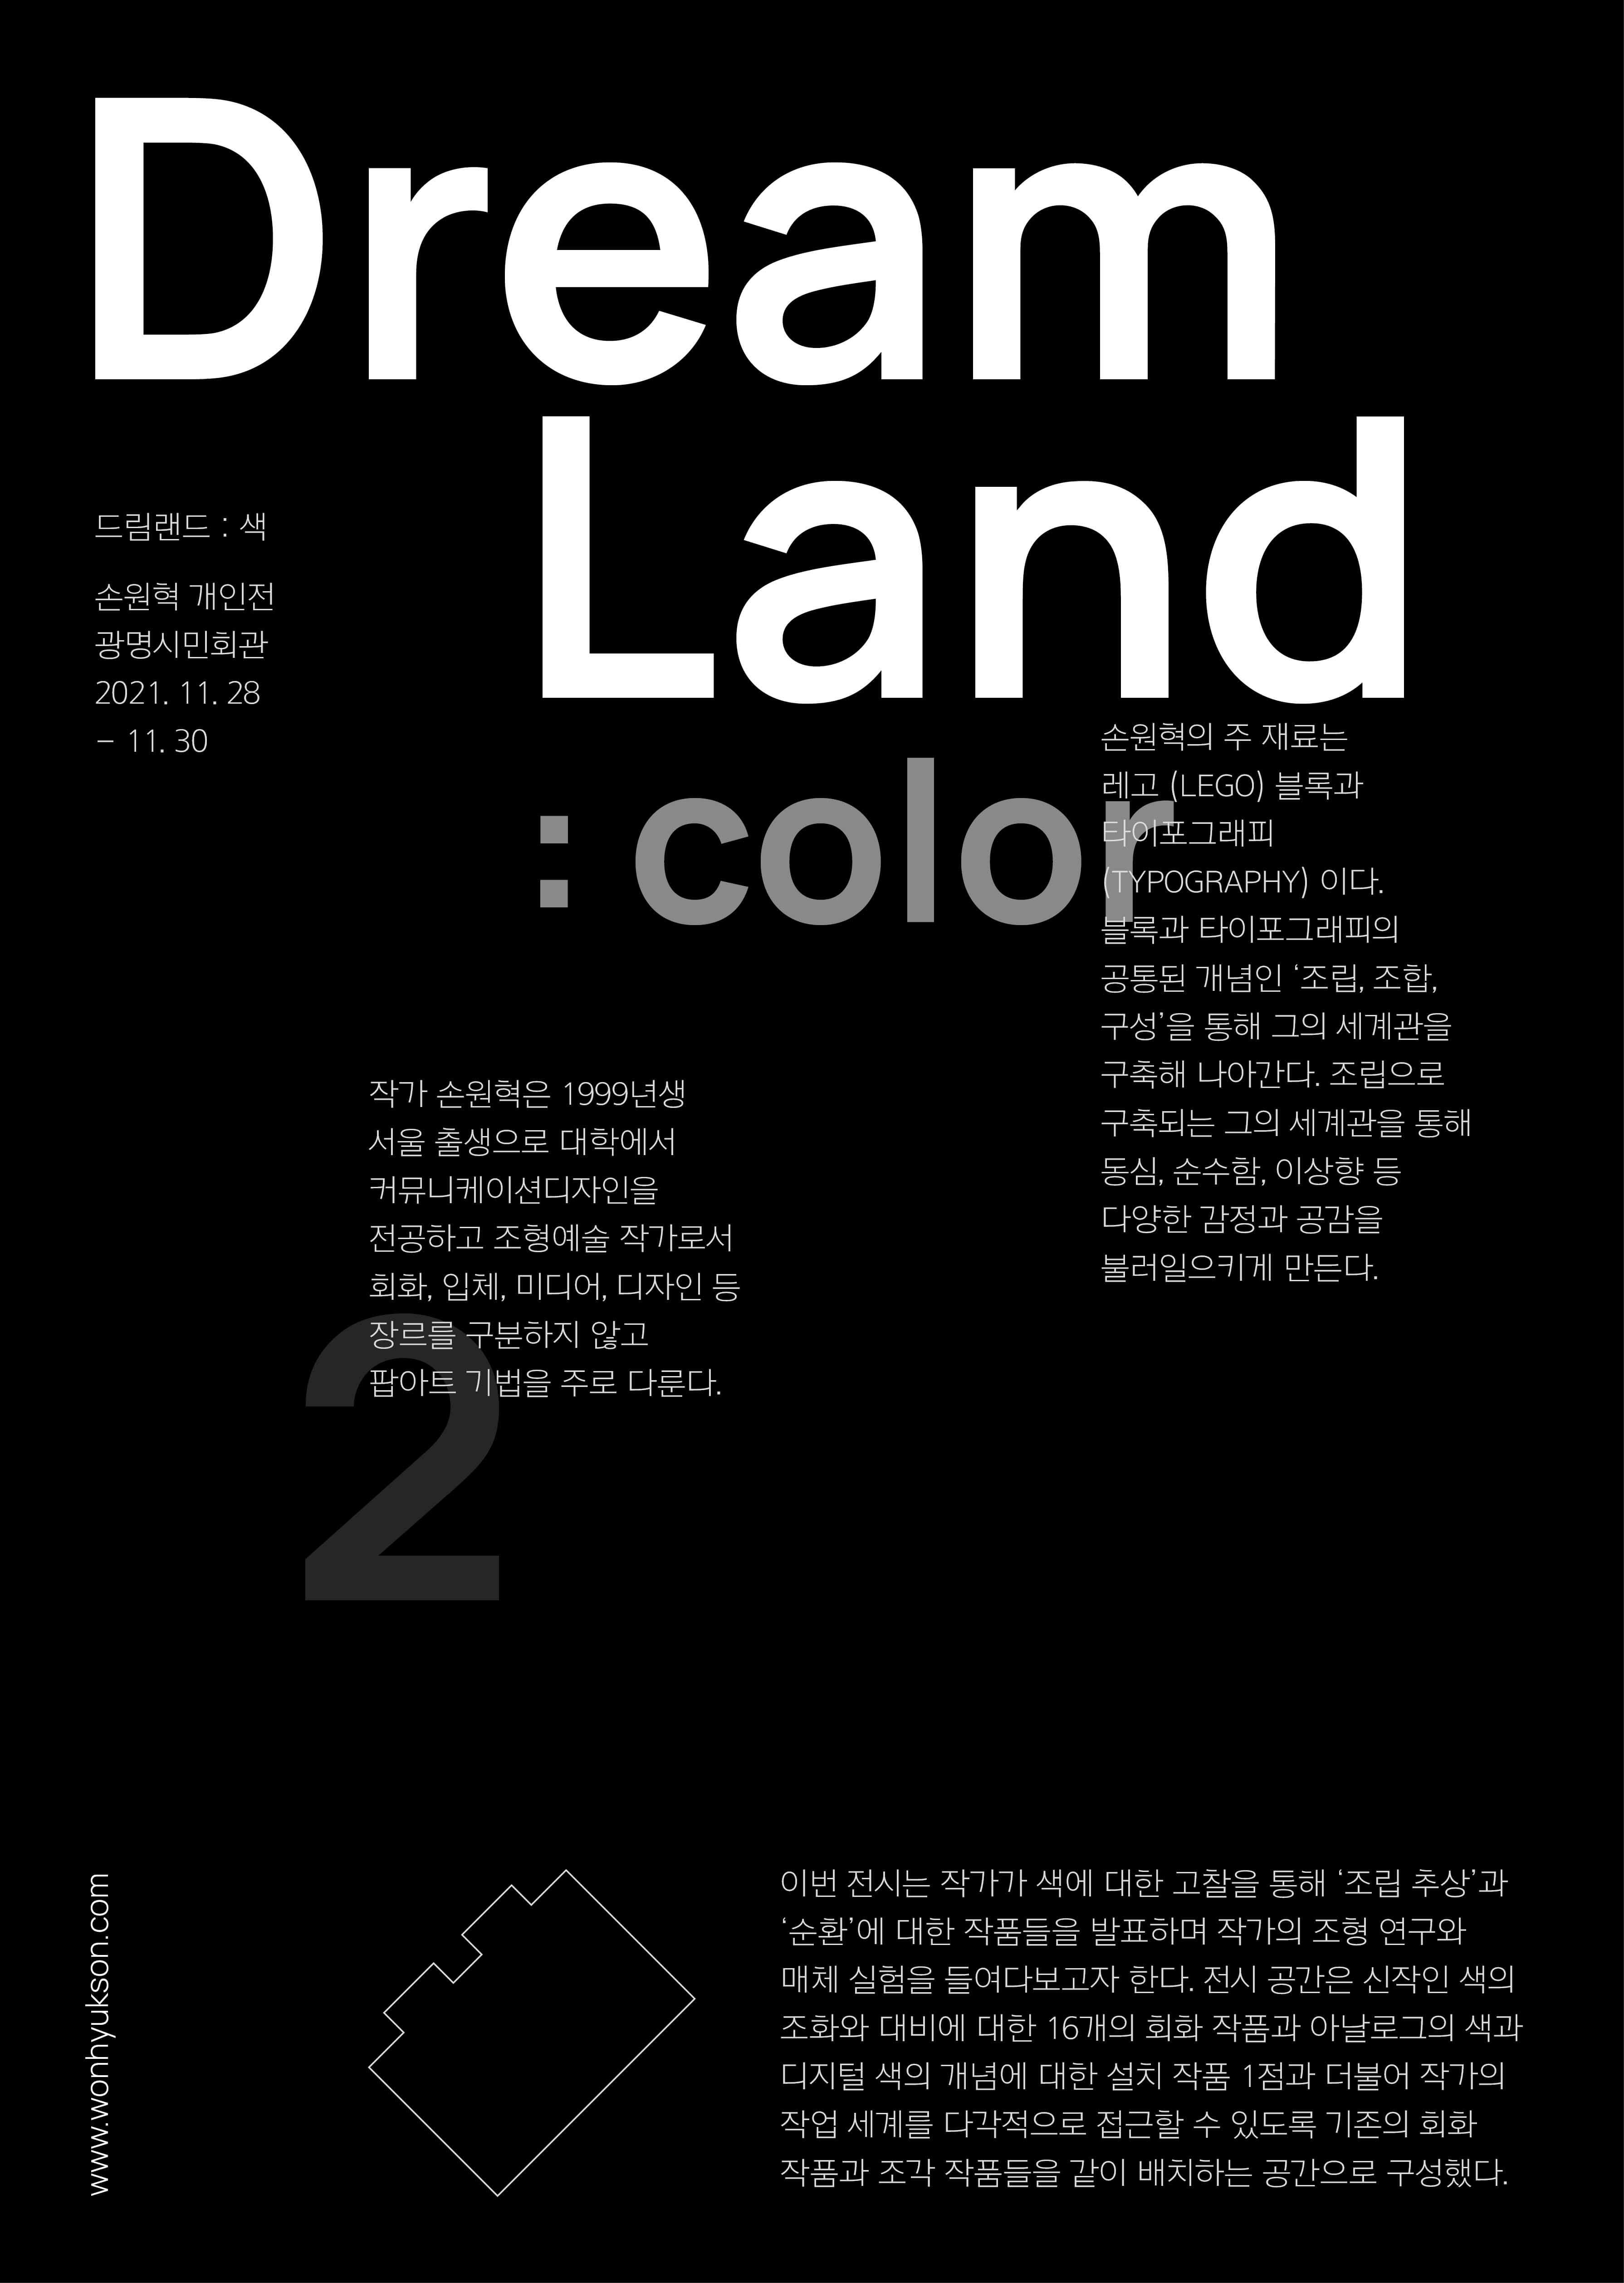 Dream
Land
: color
드림랜드 : 색
손원혁 개인전
광명시민회관
2021. 11. 28
– 11. 30
손원혁의 주 재료는
레고 (LEGO) 블록과
타이포그래피
(TYPOGRAPHY) 이다.
블록과 타이포그래피의
공통된 개념인 ‘조립, 조합,
구성’을 통해 그의 세계관을
구축해 나아간다. 조립으로
구축되는 그의 세계관을 통해
동심, 순수함, 이상향 등
다양한 감정과 공감을
불러일으키게 만든다.
작가 손원혁은 1999년생
서울 출생으로 대학에서
커뮤니케이션디자인을
전공하고 조형예술 작가로서
회화, 입체, 미디어, 디자인 등
장르를 구분하지 않고
팝아트 기법을 주로 다룬다.
2
www.wonhyukson.com
이번 전시는 작가가 색에 대한 고찰을 통해 ‘조립 추상’과
‘순환’에 대한 작품들을 발표하며 작가의 조형 연구와
매체 실험을 들여다보고자 한다. 전시 공간은 신작인 색의
조화와 대비에 대한 16개의 회화 작품과 아날로그의 색과
디지털 색의 개념에 대한 설치 작품 1점과 더불어 작가의
작업 세계를 다각적으로 접근할 수 있도록 기존의 회화
작품과 조각 작품들을 같이 배치하는 공간으로 구성했다.